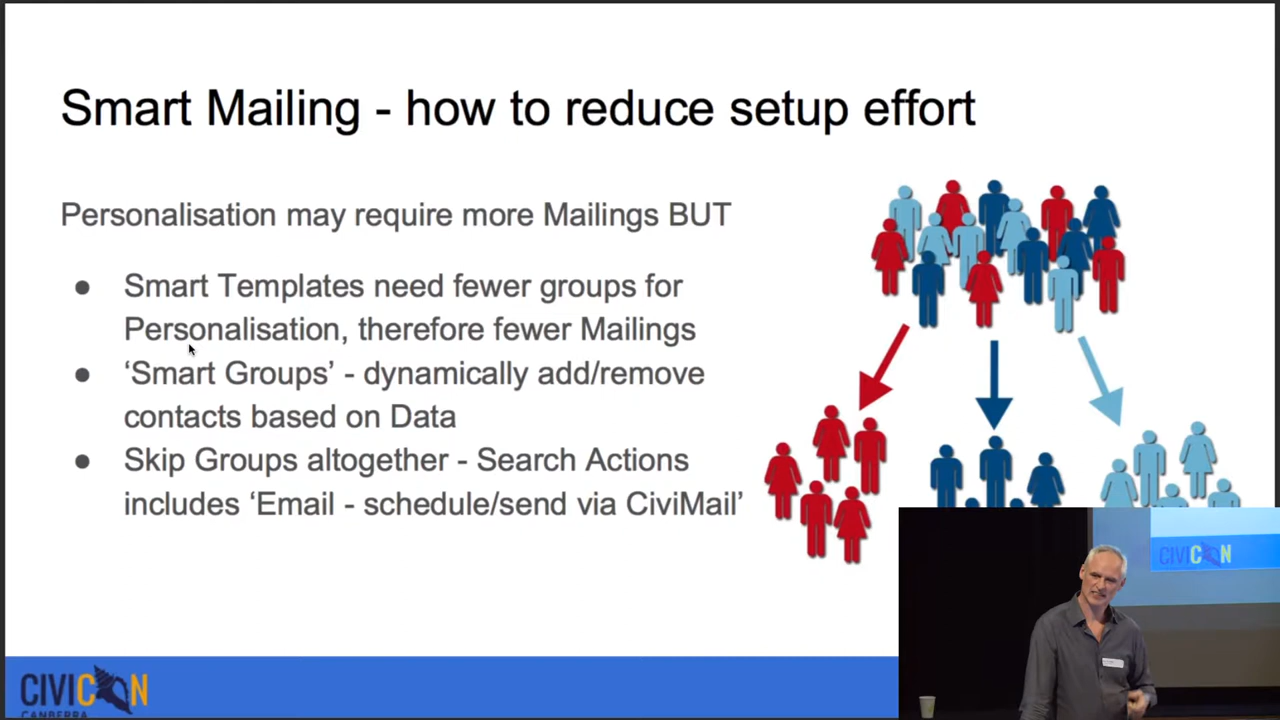 Smart Mailing - how to reduce setup effort
Personalisation may require more Mailings BUT
● Smart Templates need fewer groups for
Personalisation, therefore fewer Mailings
● ‘Smart Groups’ - dynamically add/remove
contacts based on Data
● Skip Groups altogether - Search Actions
includes ‘Email - schedule/send via CiviMail’
CIVICON
CIVICON
CANBERRA